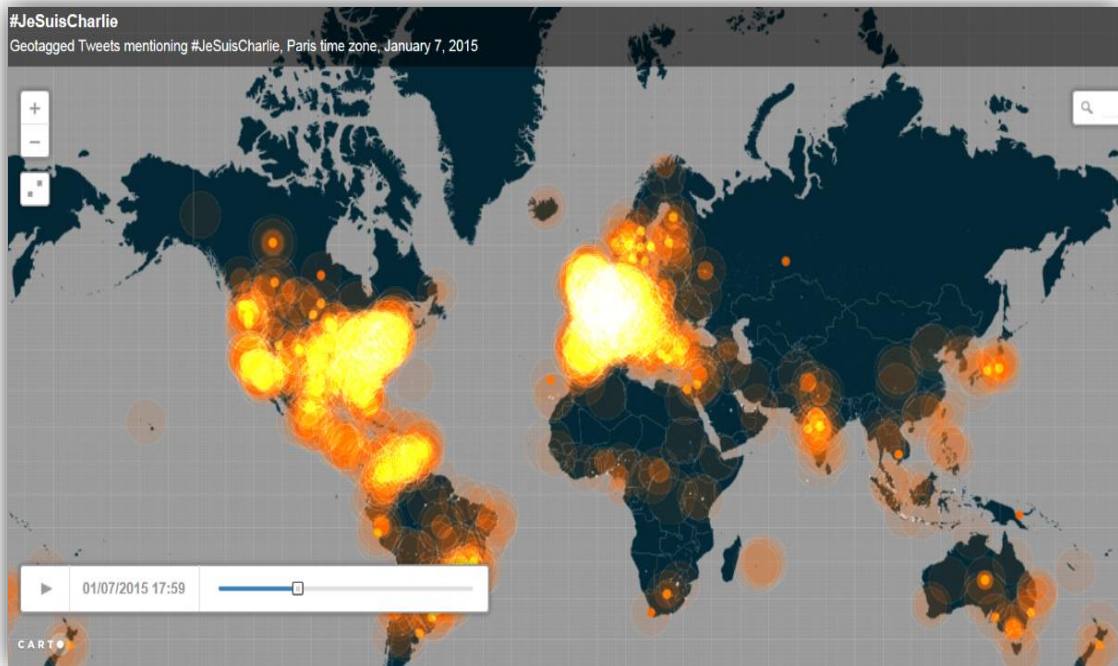 #JeSuisCharlie
Geotagged Tweets mentioning #JeSuisCharlie, Paris time zone, January 7, 2015
+
−
01/07/2015 17:59
CARTO